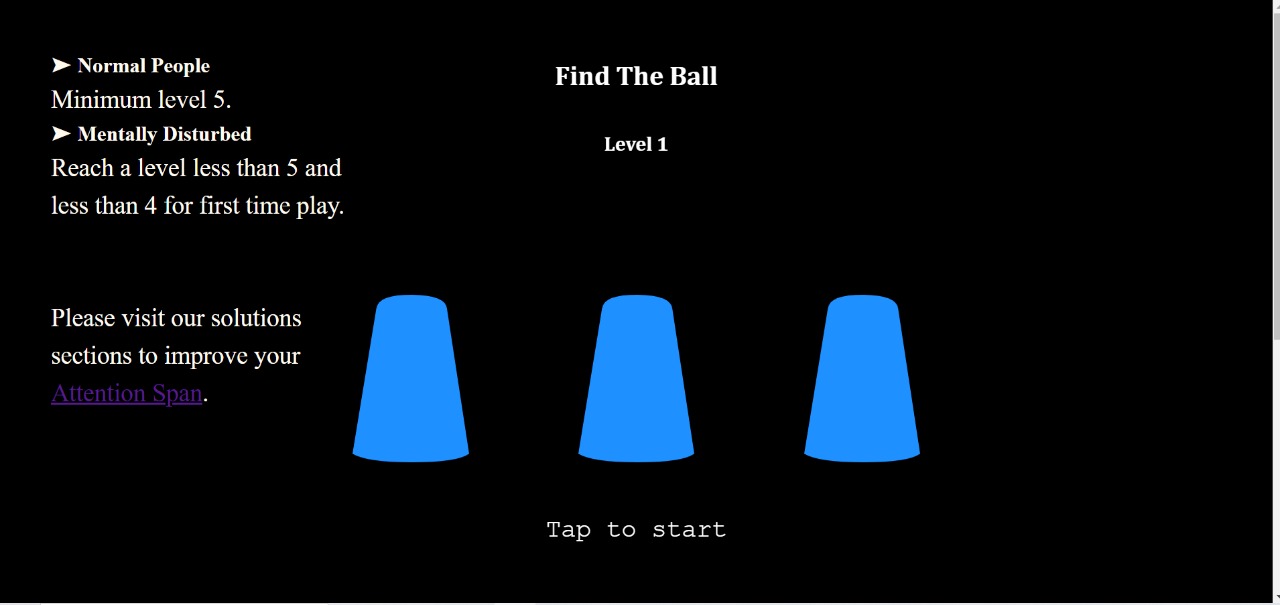 ➤ Normal People
Minimum level 5.
➤ Mentally Disturbed
Reach a level less than 5 and
less than 4 for first time play.
Please visit our solutions
sections to improve your
Attention Span.
Find The Ball
Level 1
Tap to start